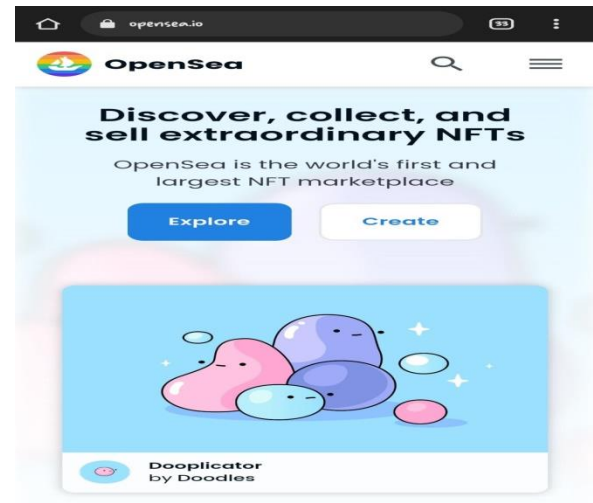 opensea.io
33
OpenSea
Discover, collect, and
sell extraordinary NFTs
OpenSea is the world's first and
largest NFT marketplace
Explore
Create
Dooplicator
by Doodles